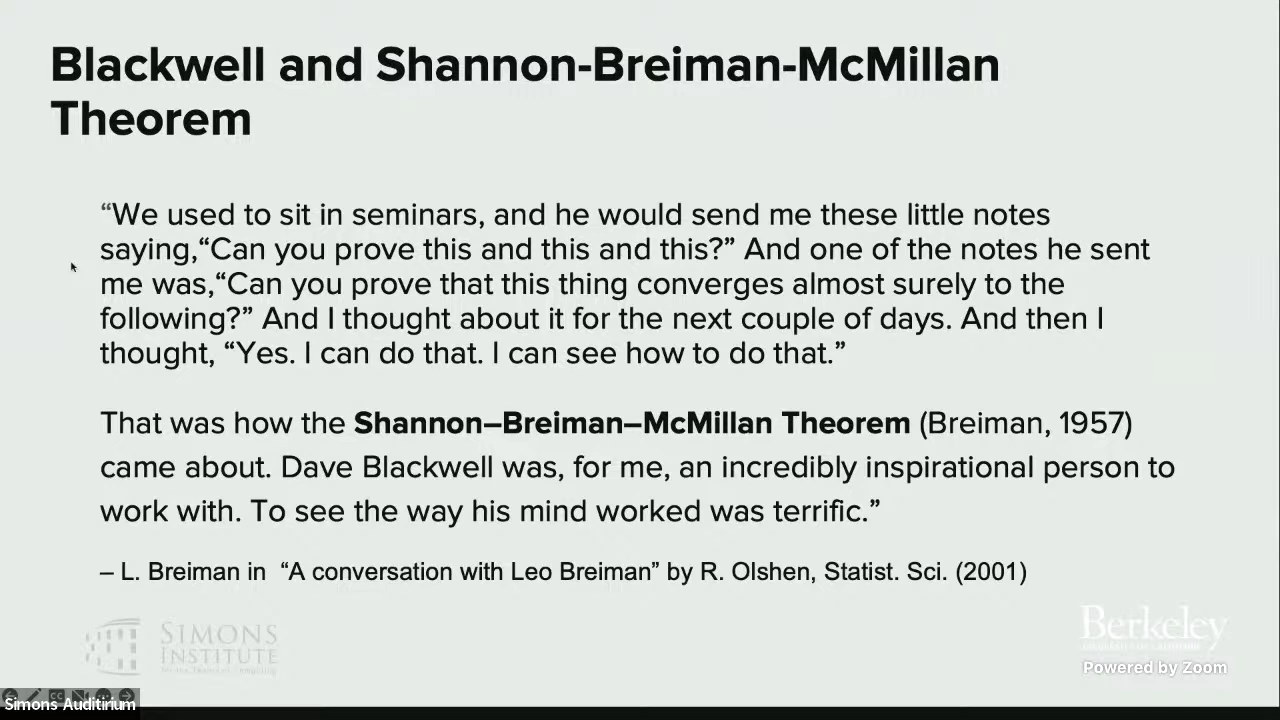 Blackwell and Shannon-Breiman-McMillan
Theorem
“We used to sit in seminars, and he would send me these little notes
saying,“Can you prove this and this and this?” And one of the notes he sent
me was,“Can you prove that this thing converges almost surely to the
following?” And I thought about it for the next couple of days. And then I
thought, “Yes. I can do that. I can see how to do that.”
That was how the Shannon–Breiman–McMillan Theorem (Breiman, 1957)
came about. Dave Blackwell was, for me, an incredibly inspirational person to
work with. To see the way his mind worked was terrific.”
– L. Breiman in “A conversation with Leo Breiman” by R. Olshen, Statist. Sci. (2001)
SIMONS
INSTITUTE
for the Theory of Computing
Berkeley
Powered by Zoom
Simons Auditirium